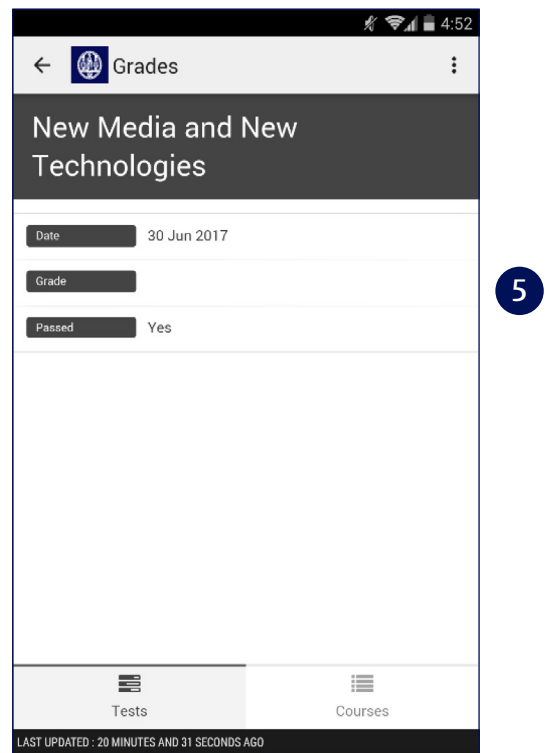 4:52
Grades
New Media and New
Technologies
Date 30 Jun 2017
Grade
5
Passed Yes
Tests Courses
LAST UPDATED : 20 MINUTES AND 31 SECONDS AGO